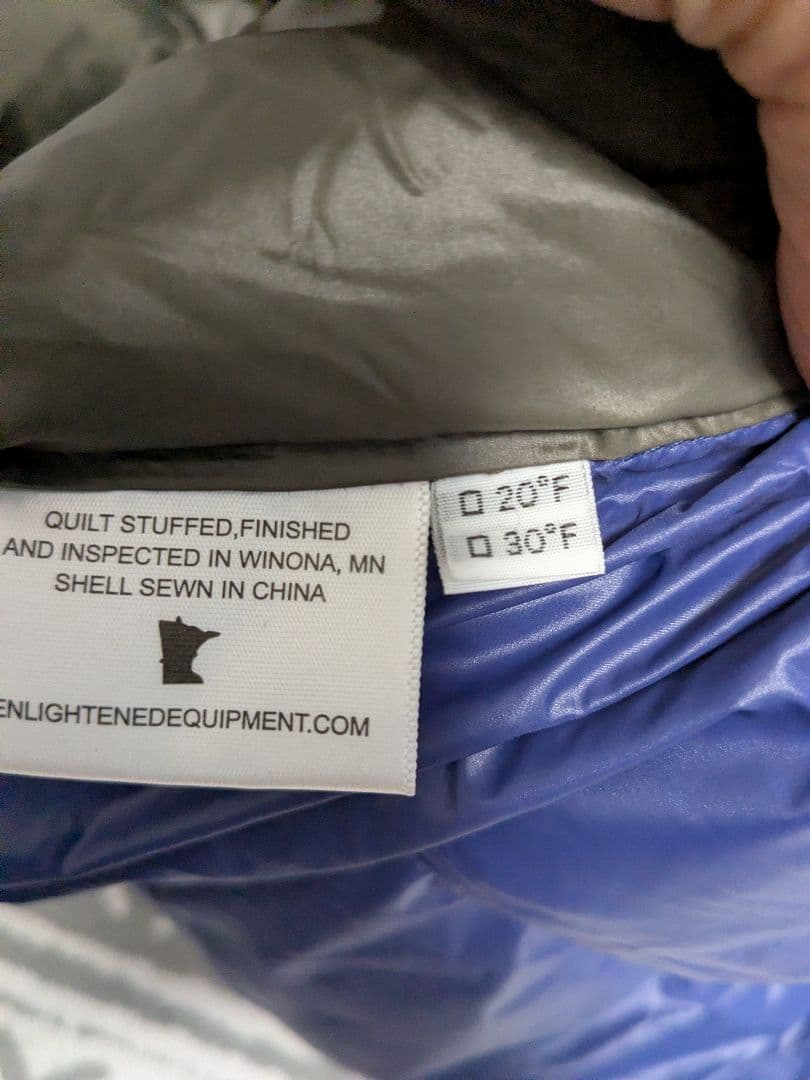 QUILT STUFFED,FINISHED
AND INSPECTED IN WINONA, MN
SHELL SEWN IN CHINA
ENLIGHTENEDEQUIPMENT.COM
20°F
30°F